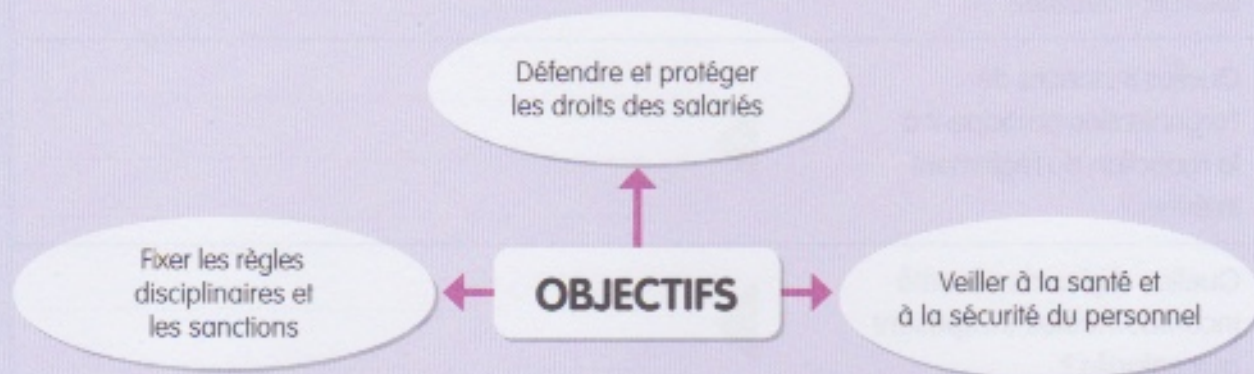 Défendre et protéger
les droits des salariés
Fixer les règles
disciplinaires et
les sanctions
OBJECTIFS
Veiller à la santé et
à la sécurité du personnel